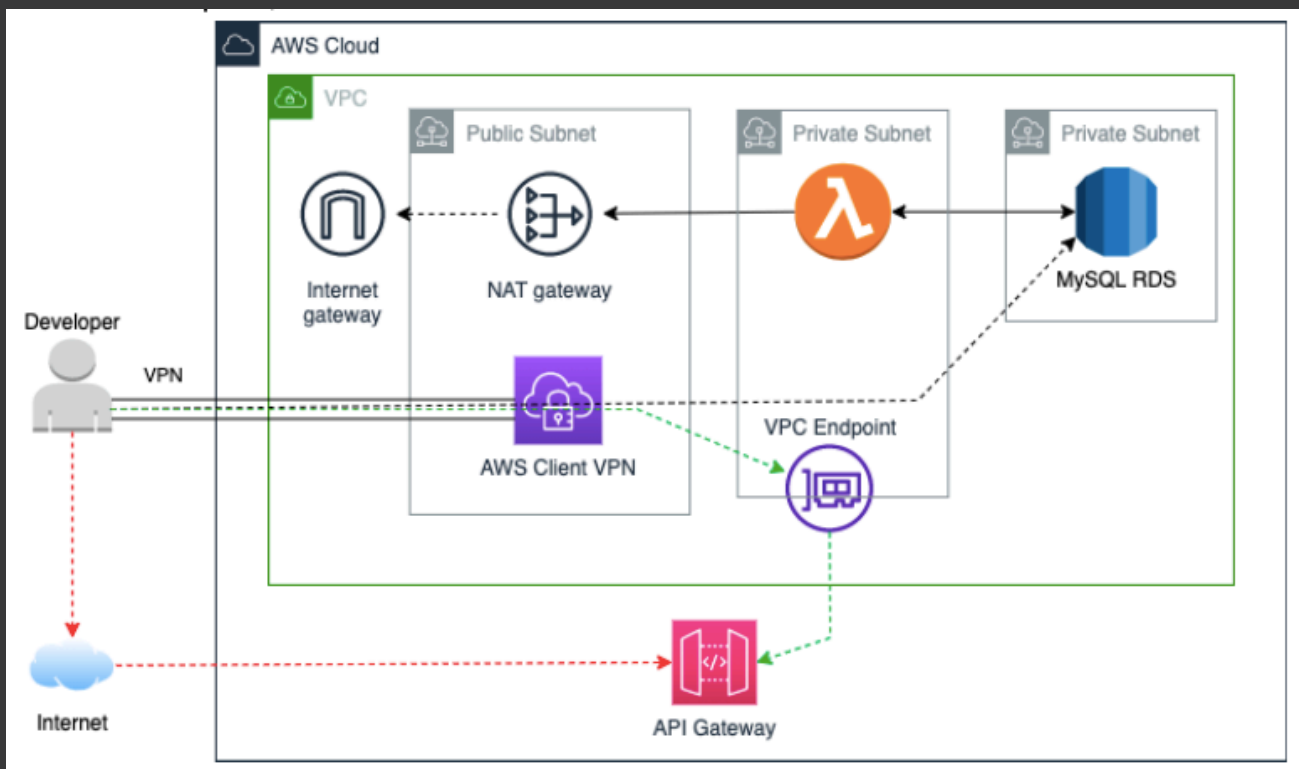 AWS Cloud
VPC
Public Subnet
Private Subnet
Private Subnet
Internet
gateway
NAT gateway
MySQL RDS
Developer
VPN
AWS Client VPN
VPC Endpoint
</>
API Gateway
Internet